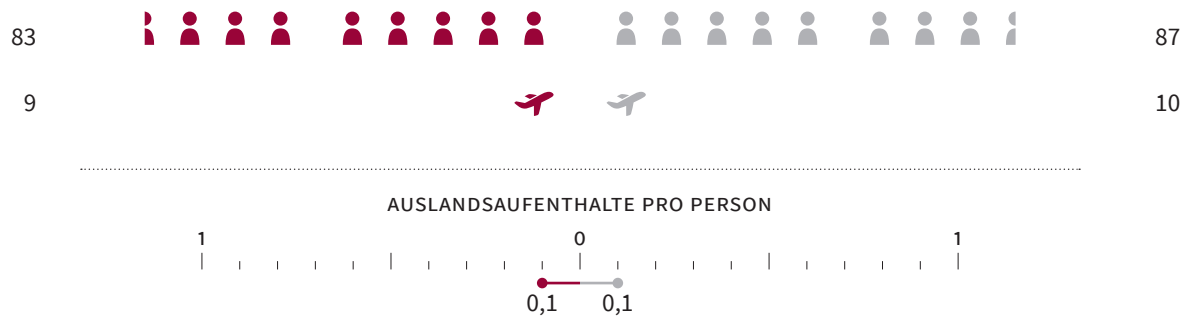 83 87
9 10
AUSLANDSAUFENTHALTE PRO PERSON
1 0 1
0,1 0,1